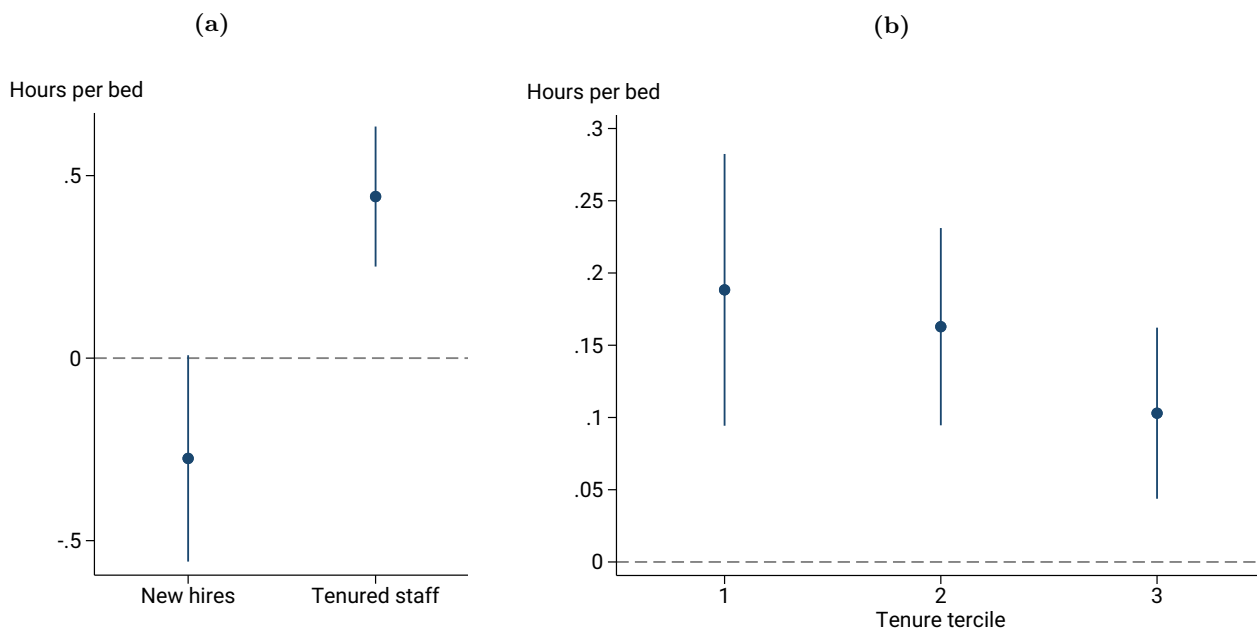 (a)
Hours per bed
.5
0
-.5
New hires Tenured staff
(b)
Hours per bed
.3
.25
.2
.15
.1
.05
0
1 2 3
Tenure tercile